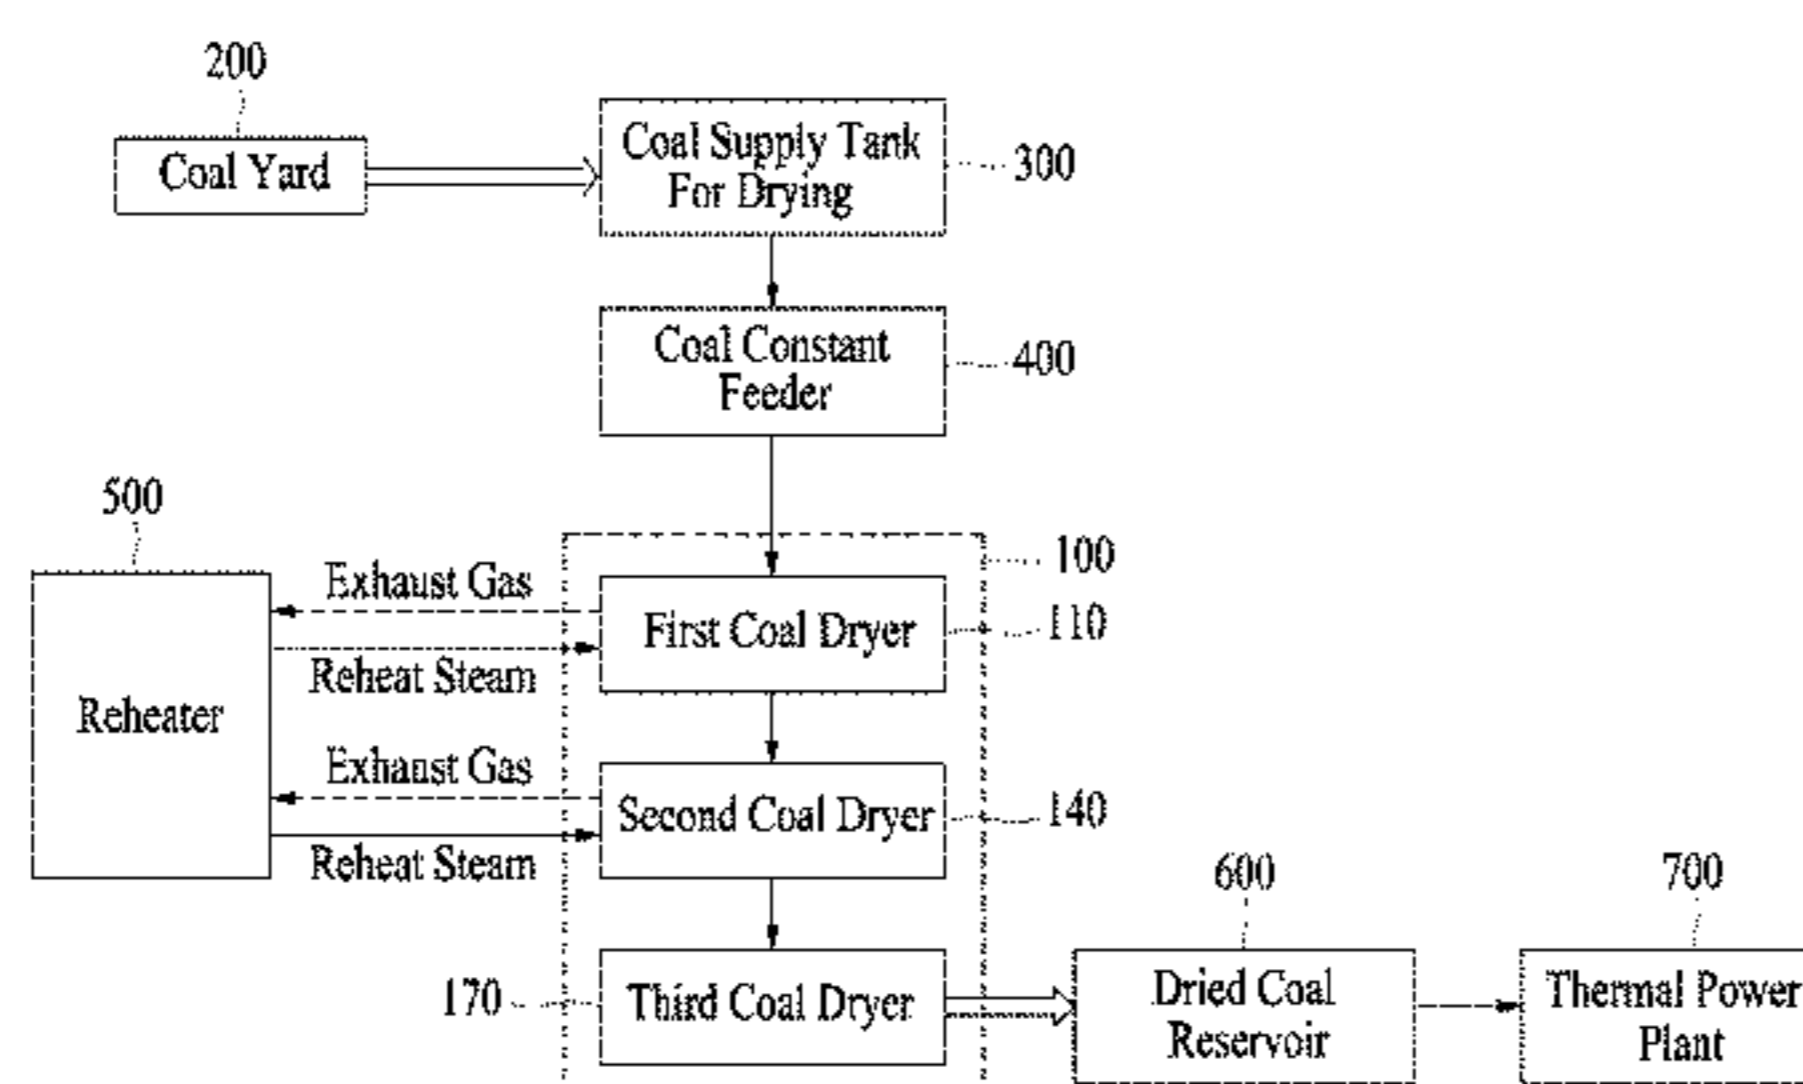 200
Coal Yard
Coal Supply Tank
For Drying
300
Coal Constant
Feeder
400
500
100
Exhaust Gas
First Coal Dryer
110
Reheat Steam
Reheater
Exhaust Gas
Second Coal Dryer
140
Reheat Steam
600
700
170
Third Coal Dryer
Dried Coal
Reservoir
Thermal Power
Plant